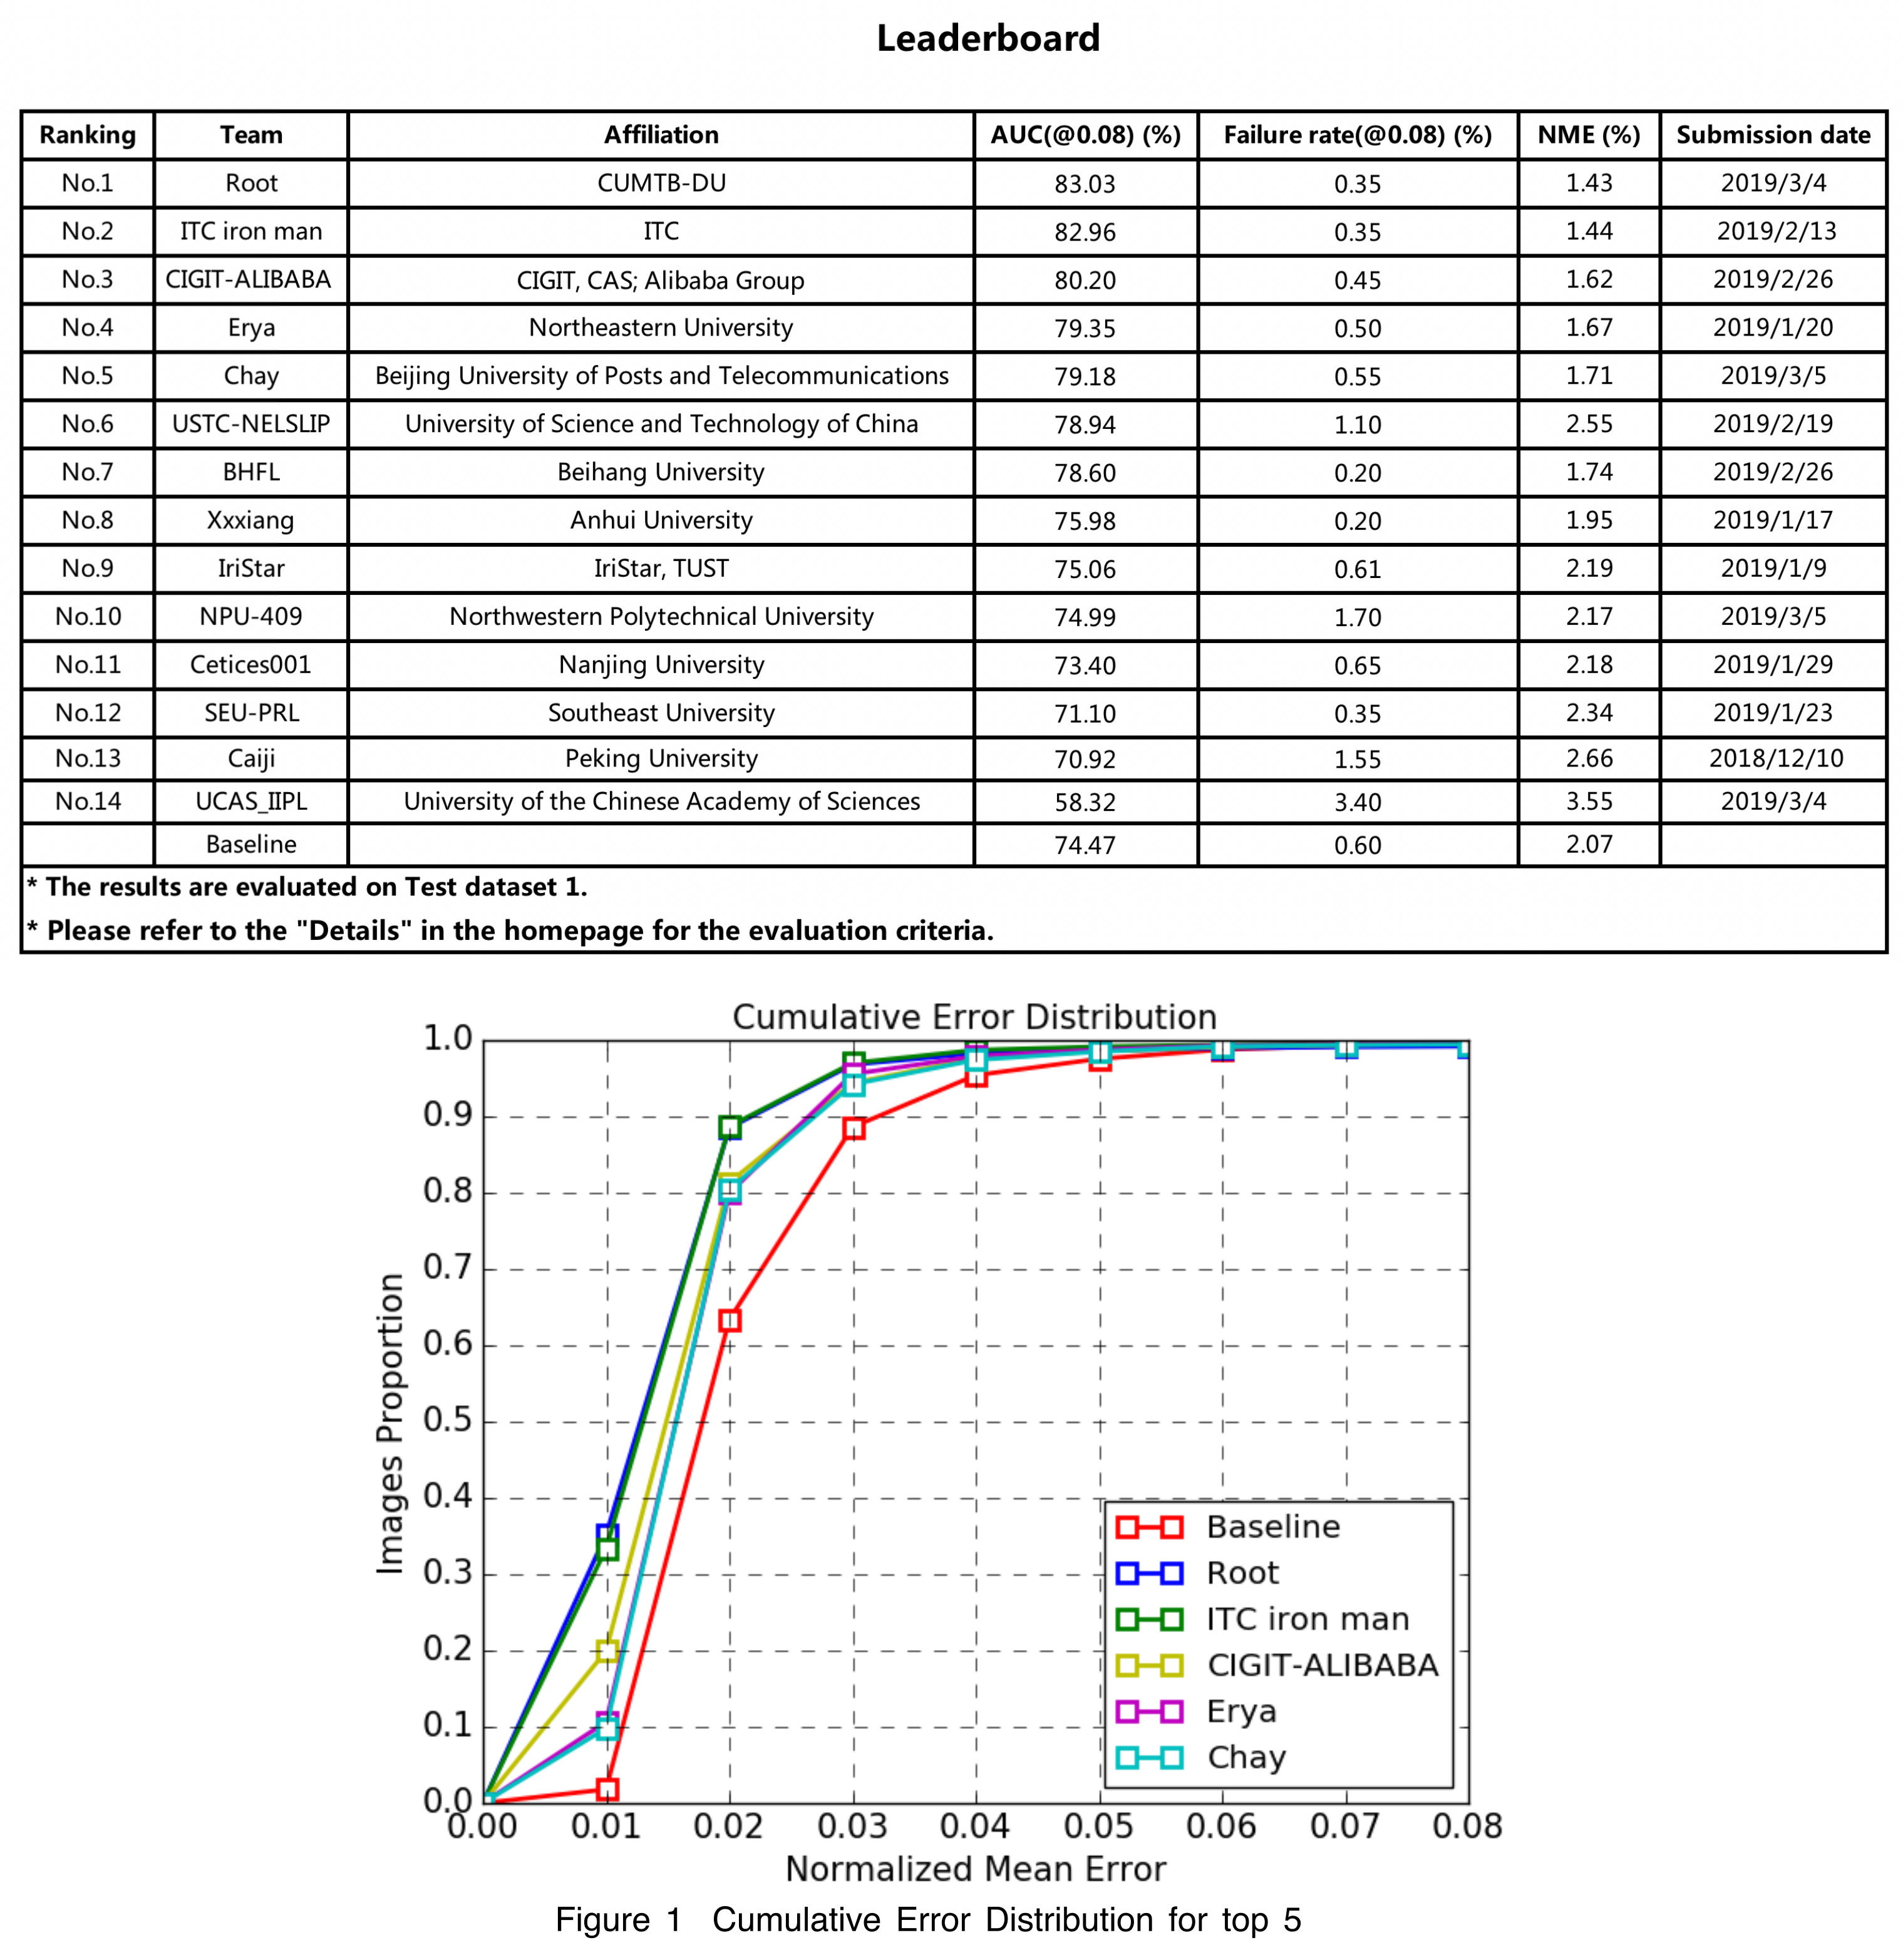 Leaderboard
Ranking Team Affiliation AUC(@0.08) (%) Failure rate(@0.08) (%) NME (%) Submission date
No.1 Root CUMTB-DU 83.03 0.35 1.43 2019/3/4
No.2 ITC iron man ITC 82.96 0.35 1.44 2019/2/13
No.3 CIGIT-ALIBABA CIGIT, CAS; Alibaba Group 80.20 0.45 1.62 2019/2/26
No.4 Erya Northeastern University 79.35 0.50 1.67 2019/1/20
No.5 Chay Beijing University of Posts and Telecommunications 79.18 0.55 1.71 2019/3/5
No.6 USTC-NELSLIP University of Science and Technology of China 78.94 1.10 2.55 2019/2/19
No.7 BHFL Beihang University 78.60 0.20 1.74 2019/2/26
No.8 Xxxiang Anhui University 75.98 0.20 1.95 2019/1/17
No.9 IriStar IriStar, TUST 75.06 0.61 2.19 2019/1/9
No.10 NPU-409 Northwestern Polytechnical University 74.99 1.70 2.17 2019/3/5
No.11 Cetices001 Nanjing University 73.40 0.65 2.18 2019/1/29
No.12 SEU-PRL Southeast University 71.10 0.35 2.34 2019/1/23
No.13 Caiji Peking University 70.92 1.55 2.66 2018/12/10
No.14 UCAS_IIPL University of the Chinese Academy of Sciences 58.32 3.40 3.55 2019/3/4
Baseline 74.47 0.60 2.07
* The results are evaluated on Test dataset 1.
* Please refer to the "Details" in the homepage for the evaluation criteria.
Cumulative Error Distribution
1.0
0.9
0.8
0.7
0.6
0.5
0.4
0.3
0.2
0.1
0.0
Images Proportion
Baseline
Root
ITC iron man
CIGIT-ALIBABA
Erya
Chay
0.00 0.01 0.02 0.03 0.04 0.05 0.06 0.07 0.08
Normalized Mean Error
Figure 1 Cumulative Error Distribution for top 5